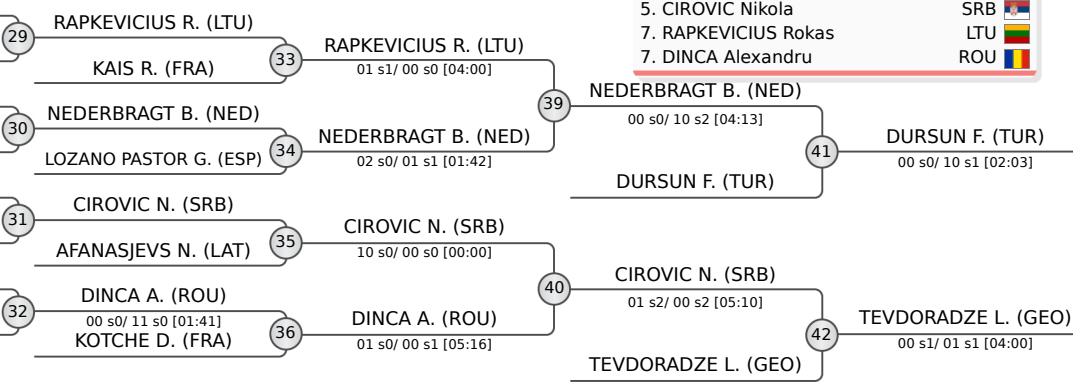 5. CIROVIC Nikola SRB
7. RAPKEVICIUS Rokas LTU
7. DINCA Alexandru ROU
29
RAPKEVICIUS R. (LTU)
KAIS R. (FRA)
33
RAPKEVICIUS R. (LTU)
01 s1/ 00 s0 [04:00]
30
NEDERBRAGT B. (NED)
LOZANO PASTOR G. (ESP)
34
NEDERBRAGT B. (NED)
02 s0/ 01 s1 [01:42]
39
NEDERBRAGT B. (NED)
00 s0/ 10 s2 [04:13]
DURSUN F. (TUR)
41
DURSUN F. (TUR)
00 s0/ 10 s1 [02:03]
31
CIROVIC N. (SRB)
AFANASJEVS N. (LAT)
35
CIROVIC N. (SRB)
10 s0/ 00 s0 [00:00]
32
DINCA A. (ROU)
00 s0/ 11 s0 [01:41]
KOTCHE D. (FRA)
36
DINCA A. (ROU)
01 s0/ 00 s1 [05:16]
40
CIROVIC N. (SRB)
01 s2/ 00 s2 [05:10]
TEVDORADZE L. (GEO)
42
TEVDORADZE L. (GEO)
00 s1/ 01 s1 [04:00]